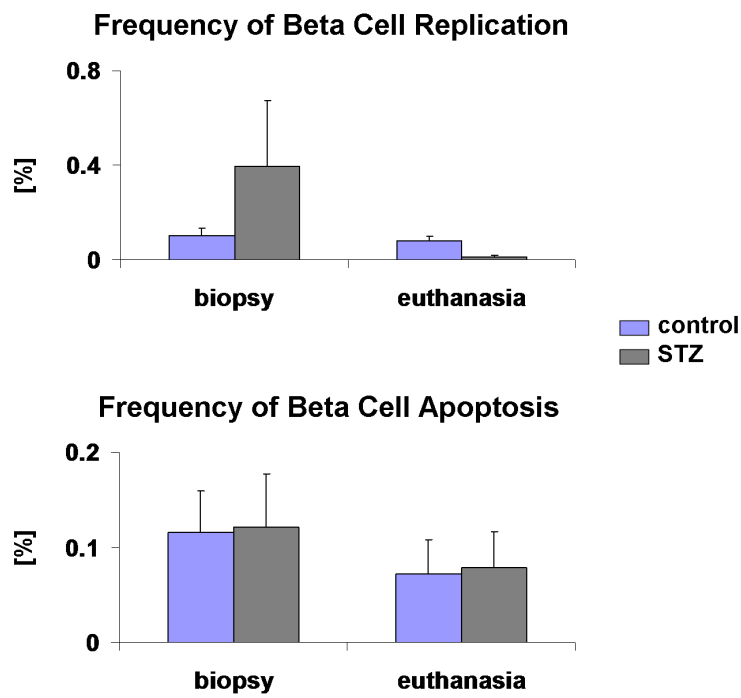 Frequency of Beta Cell Replication
0.8
0.4
0
[%]
biopsy
euthanasia
control
STZ
Frequency of Beta Cell Apoptosis
0.2
0.1
0
[%]
biopsy
euthanasia